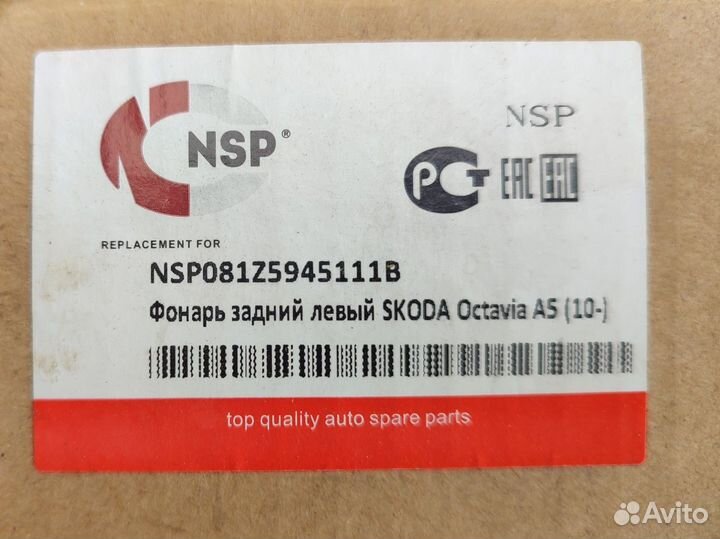 NSP®
NSP
РСТ EAC EAC
REPLACEMENT FOR
NSP081Z5945111B
Фонарь задний левый SKODA Octavia A5 (10-)
top quality auto spare parts
Avito